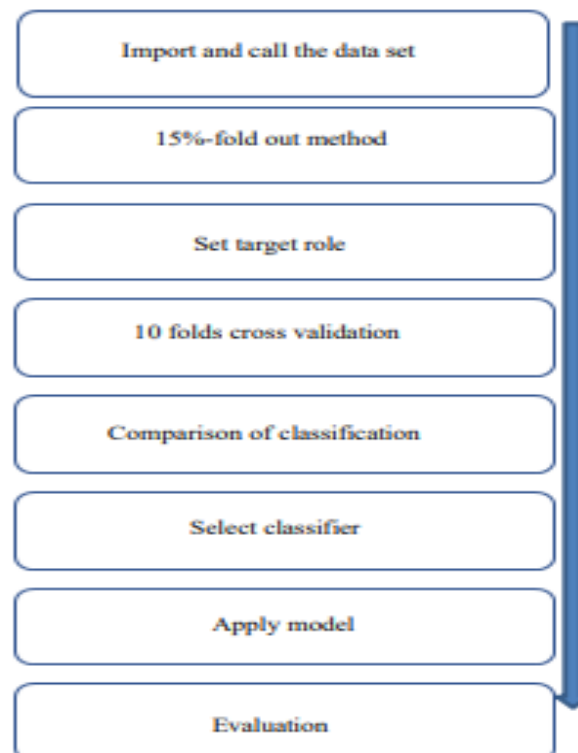 Import and call the data set
15%-fold out method
Set target role
10 folds cross validation
Comparison of classification
Select classifier
Apply model
Evaluation